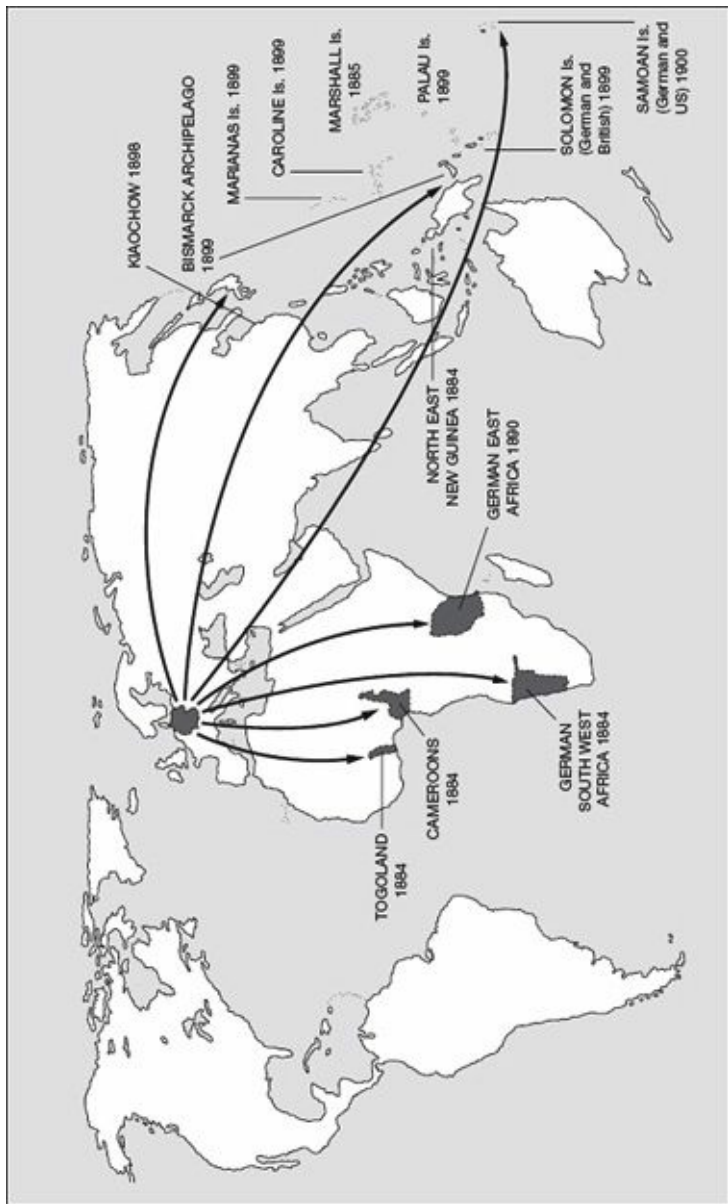 KIAOCHOW 1898
BISMARCK ARCHIPELAGO
1899
MARIANAS Is. 1899
CAROLINE Is. 1899
MARSHALL Is.
1885
PALAU Is.
1899
SOLOMON Is.
(German and
British) 1899
SAMOAN Is.
(German and
US) 1900
NORTH EAST
NEW GUINEA 1884
GERMAN EAST
AFRICA 1890
TOGOLAND
1884
CAMEROONS
1884
GERMAN
SOUTH WEST
AFRICA 1884